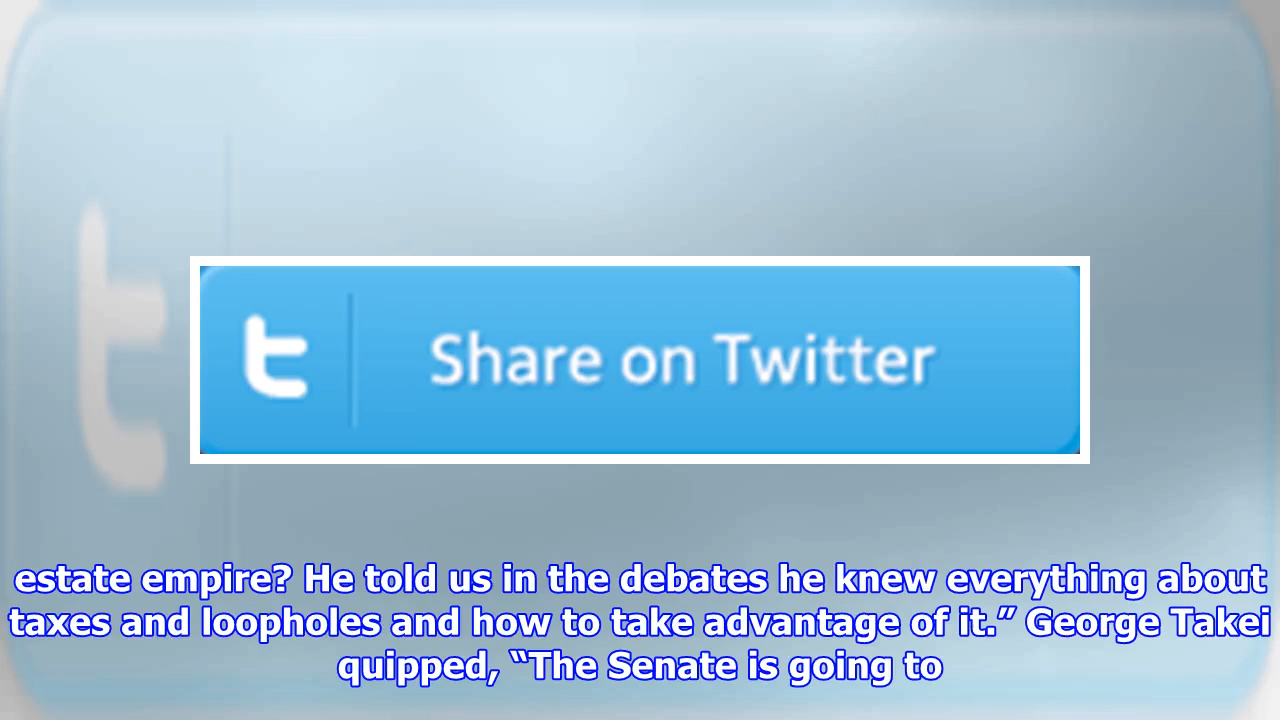 t Share on Twitter
estate empire? He told us in the debates he knew everything about
taxes and loopholes and how to take advantage of it.” George Takei
quipped, “The Senate is going to